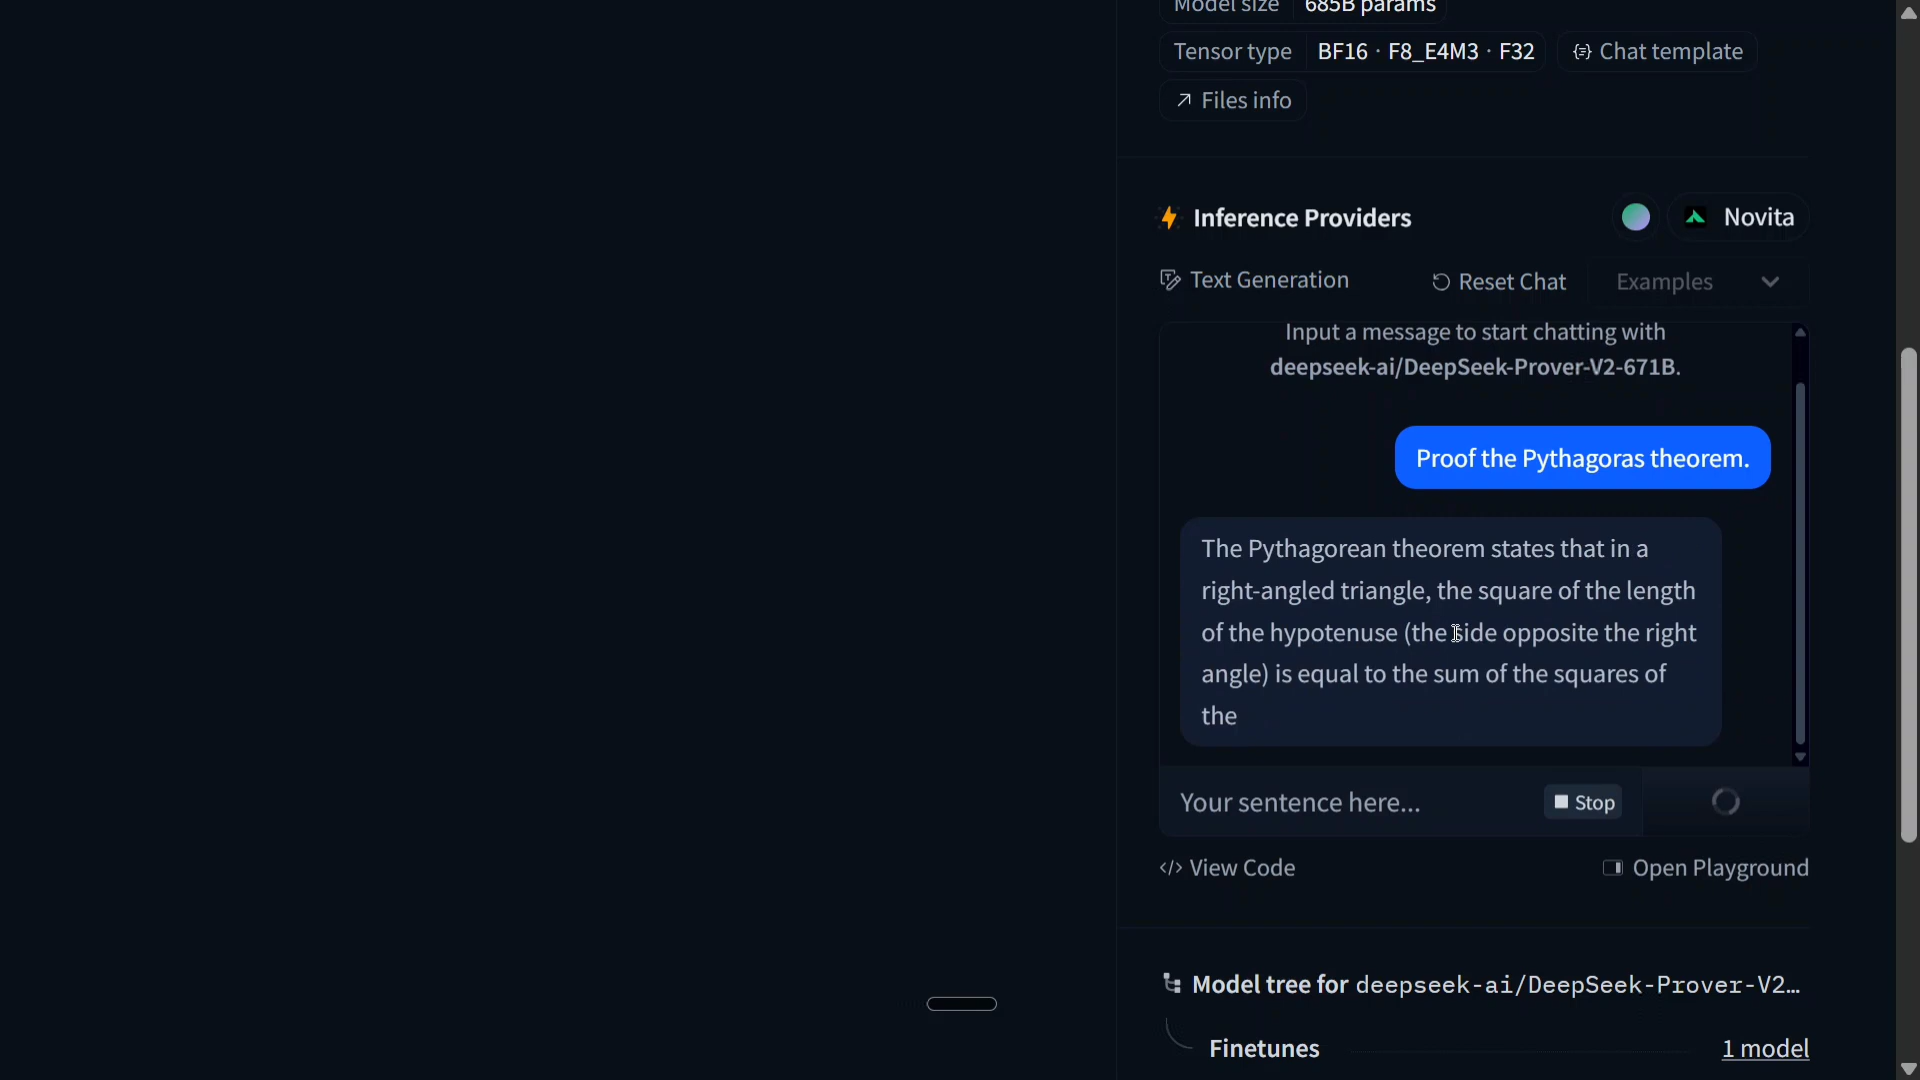 Model size 685B params
Tensor type BF16 · F8_E4M3 · F32 Chat template
Files info
Inference Providers Novita
Text Generation Reset Chat Examples
Input a message to start chatting with
deepseek-ai/DeepSeek-Prover-V2-671B.
Proof the Pythagoras theorem.
The Pythagorean theorem states that in a
right-angled triangle, the square of the length
of the hypotenuse (the side opposite the right
angle) is equal to the sum of the squares of
the
Your sentence here... Stop
</> View Code Open Playground
Model tree for deepseek-ai/DeepSeek-Prover-V2…
Finetunes 1 model